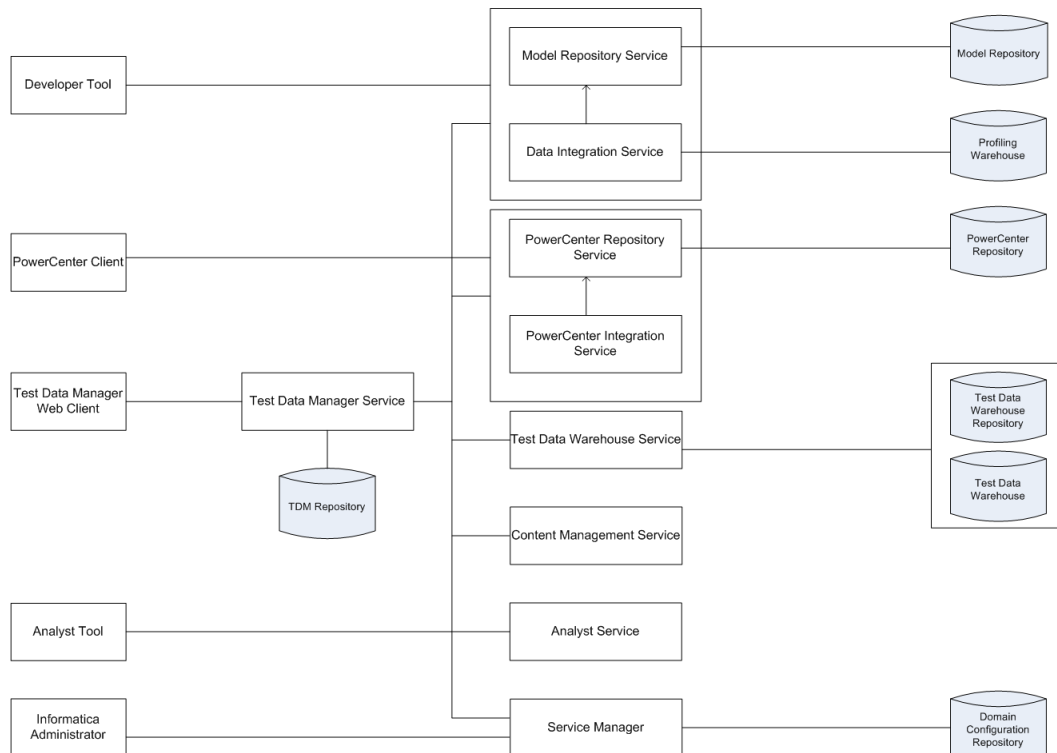 Developer Tool
Model Repository Service
Model Repository
Data Integration Service
Profiling
Warehouse
PowerCenter Client
PowerCenter Repository
Service
PowerCenter
Repository
PowerCenter Integration
Service
Test Data Manager
Web Client
Test Data Manager Service
TDM Repository
Test Data Warehouse Service
Test Data
Warehouse
Repository
Test Data
Warehouse
Content Management Service
Analyst Tool
Analyst Service
Informatica
Administrator
Service Manager
Domain
Configuration
Repository